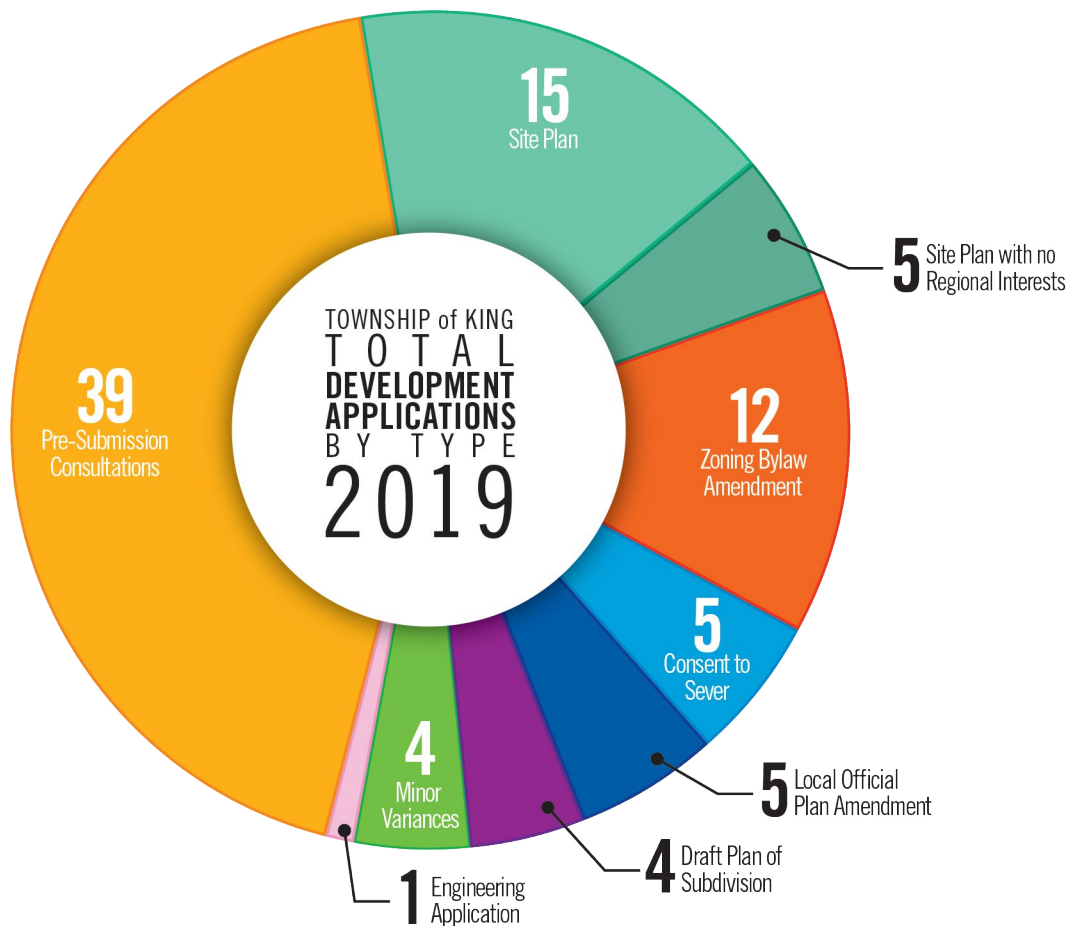 15
Site Plan
5 Site Plan with no
Regional Interests
TOWNSHIP of KING
TOTAL
DEVELOPMENT
APPLICATIONS
BY TYPE
2019
39
Pre-Submission
Consultations
12
Zoning Bylaw
Amendment
5
Consent to
Sever
5 Local Official
Plan Amendment
4
Minor
Variances
4 Draft Plan of
Subdivision
1 Engineering
Application